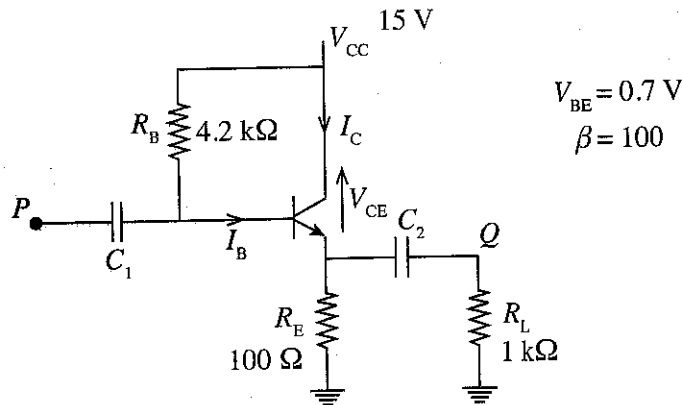 15 V
V_CC
V_BE = 0.7 V
R_B 4.2 kΩ
I_C
β = 100
P
V_CE
C_2
Q
C_1
I_B
R_E
100 Ω
R_L
1 kΩ